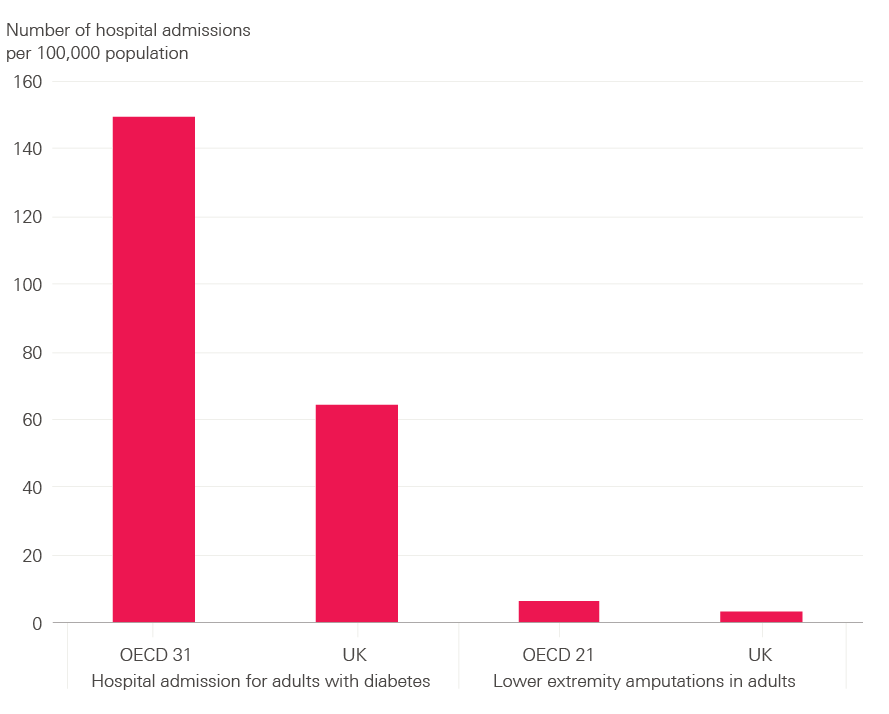 Number of hospital admissions
per 100,000 population
160
140
120
100
80
60
40
20
0
OECD 31
UK
OECD 21
UK
Hospital admission for adults with diabetes
Lower extremity amputations in adults